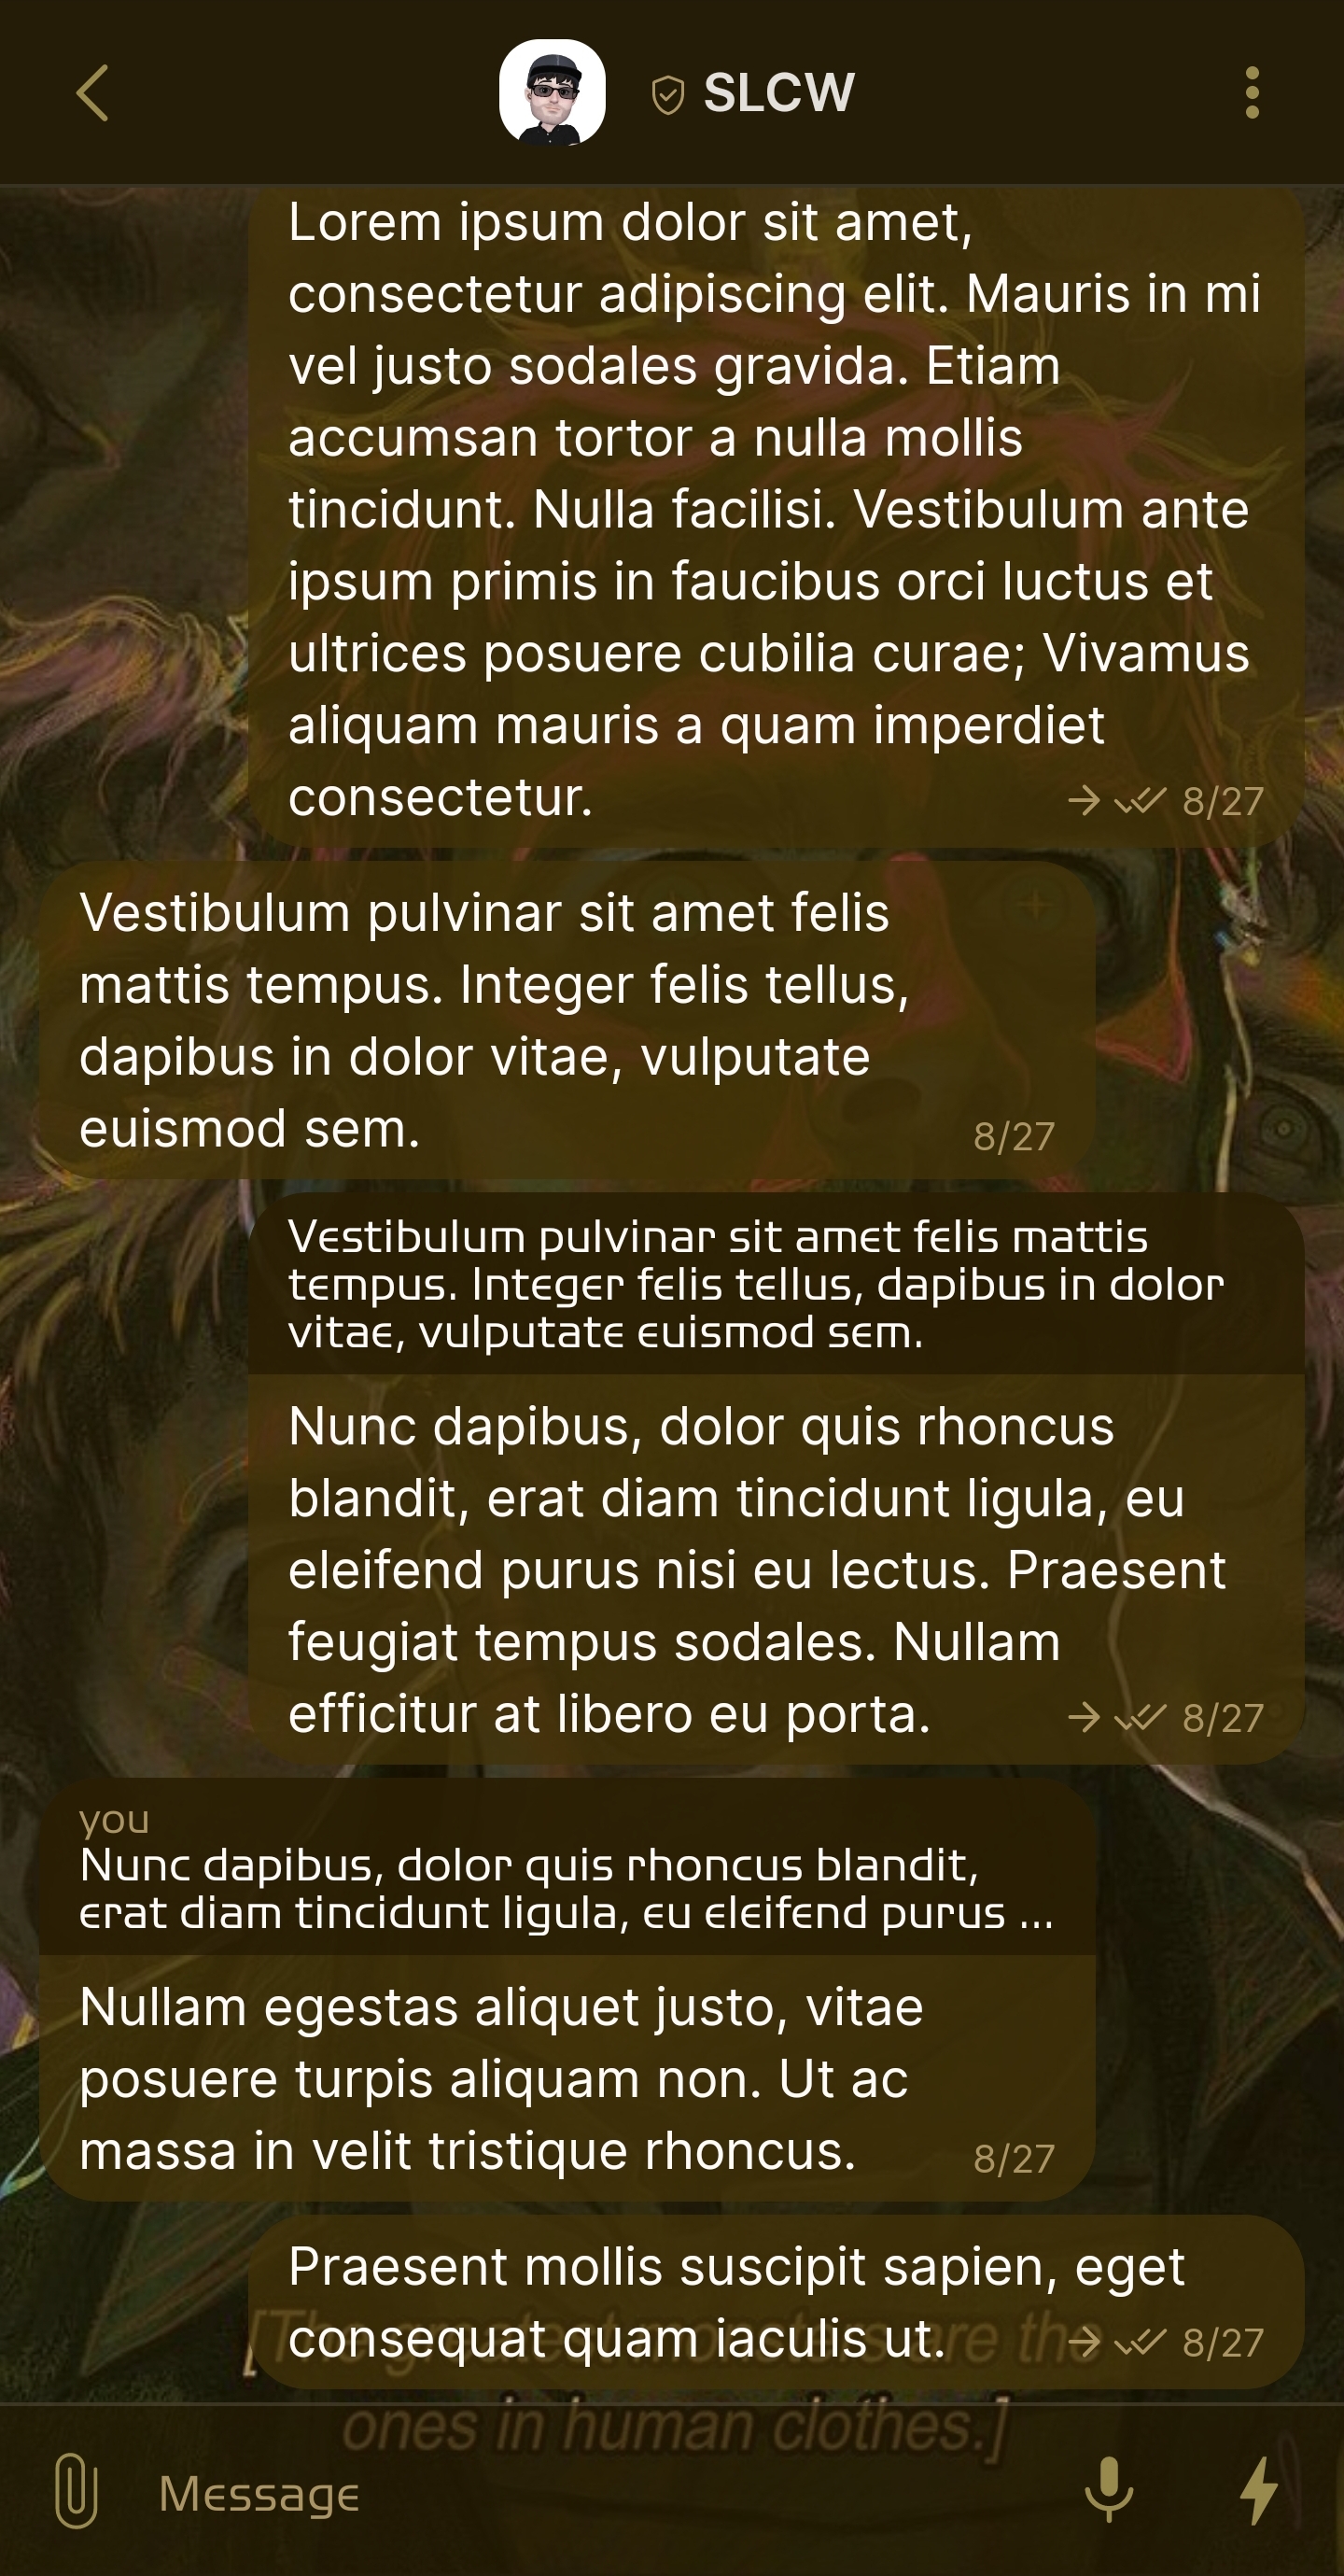 SLCW
Lorem ipsum dolor sit amet,
consectetur adipiscing elit. Mauris in mi
vel justo sodales gravida. Etiam
accumsan tortor a nulla mollis
tincidunt. Nulla facilisi. Vestibulum ante
ipsum primis in faucibus orci luctus et
ultrices posuere cubilia curae; Vivamus
aliquam mauris a quam imperdiet
consectetur.
8/27
Vestibulum pulvinar sit amet felis
mattis tempus. Integer felis tellus,
dapibus in dolor vitae, vulputate
euismod sem.
8/27
Vestibulum pulvinar sit amet felis mattis
tempus. Integer felis tellus, dapibus in dolor
vitae, vulputate euismod sem.
Nunc dapibus, dolor quis rhoncus
blandit, erat diam tincidunt ligula, eu
eleifend purus nisi eu lectus. Praesent
feugiat tempus sodales. Nullam
efficitur at libero eu porta.
8/27
you
Nunc dapibus, dolor quis rhoncus blandit,
erat diam tincidunt ligula, eu eleifend purus ...
Nullam egestas aliquet justo, vitae
posuere turpis aliquam non. Ut ac
massa in velit tristique rhoncus.
8/27
Praesent mollis suscipit sapien, eget
consequat quam iaculis ut.
8/27
[The greatest monsters are the
ones in human clothes.]
Message